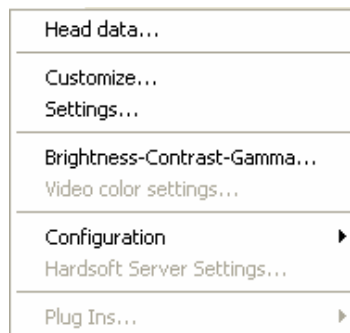 Head data...
Customize...
Settings...
Brightness-Contrast-Gamma...
Video color settings...
Configuration
Hardsoft Server Settings...
Plug Ins...